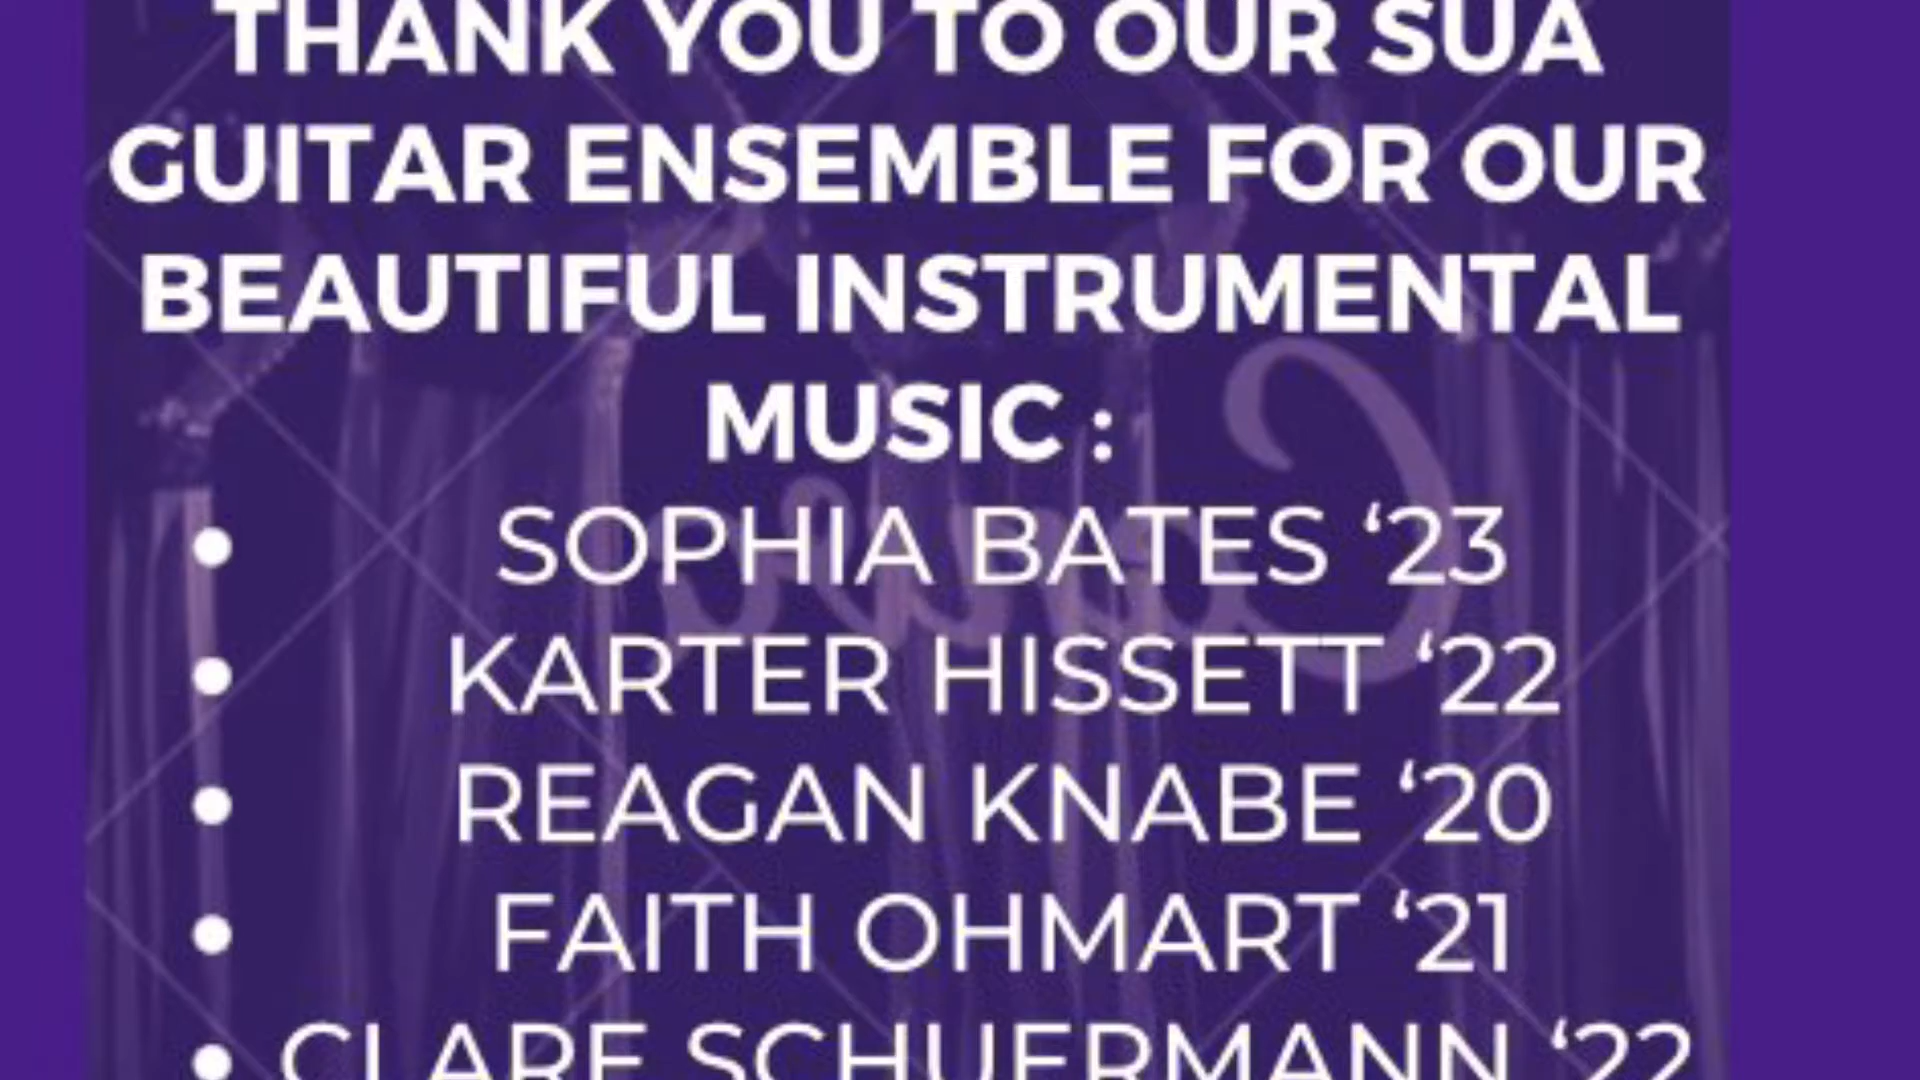 THANK YOU TO OUR SUA
GUITAR ENSEMBLE FOR OUR
BEAUTIFUL INSTRUMENTAL
MUSIC :
• SOPHIA BATES ‘23
• KARTER HISSETT ‘22
• REAGAN KNABE ‘20
• FAITH OHMART ‘21
• CLARE SCHUERMANN ‘22